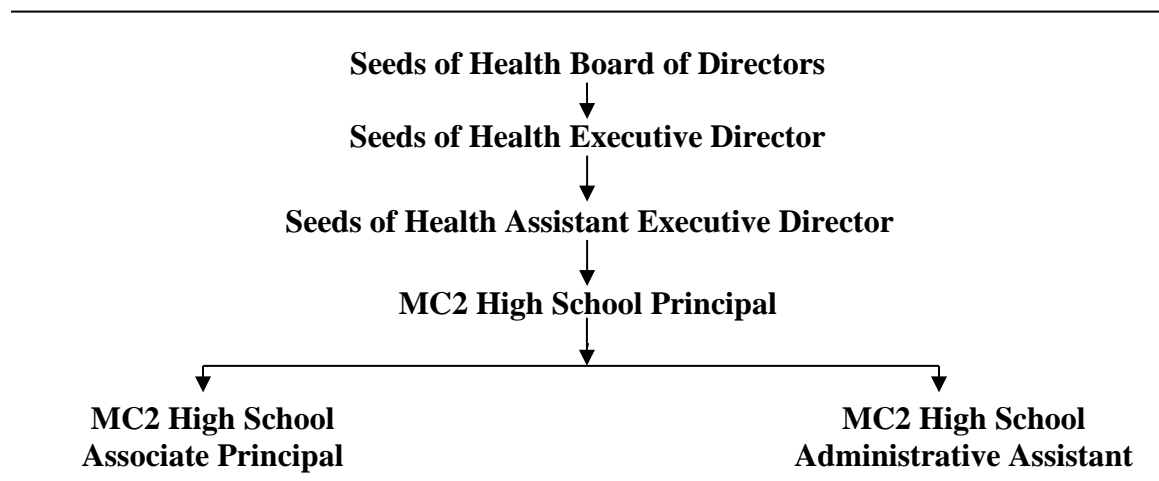 Seeds of Health Board of Directors
Seeds of Health Executive Director
Seeds of Health Assistant Executive Director
MC2 High School Principal
MC2 High School
Associate Principal
MC2 High School
Administrative Assistant